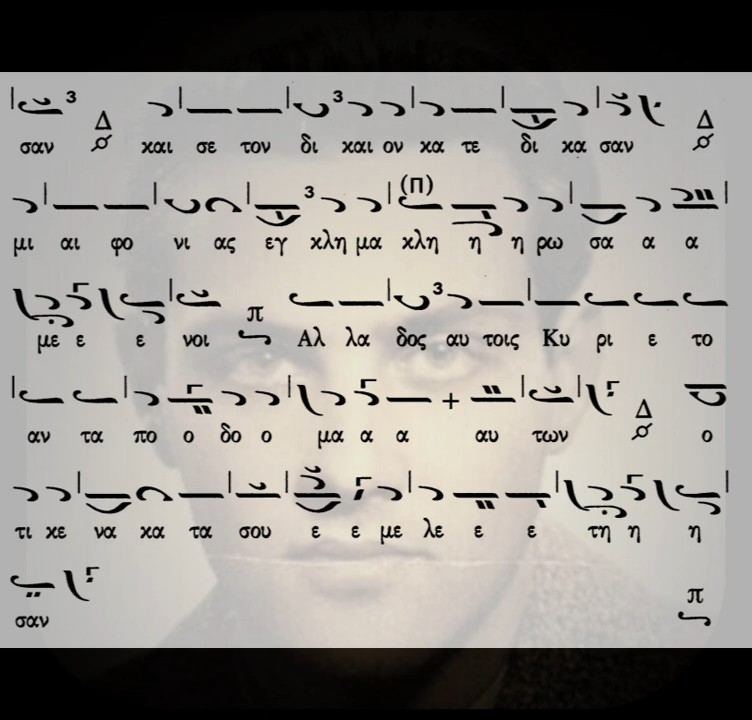 σαν Δ και σε τον δι και ον κα τε δι κα σαν Δ
μι αι φο νι ας εγ κλη μα κλη η η ρω σα α α
με ε ε νοι π Αλ λα δος αυ τοις Κυ ρι ε το
αν τα πο ο δο ο μα α α αυ των Δ ο
τι κε να κα τα σου ε ε με λε ε ε τη η η
σαν π